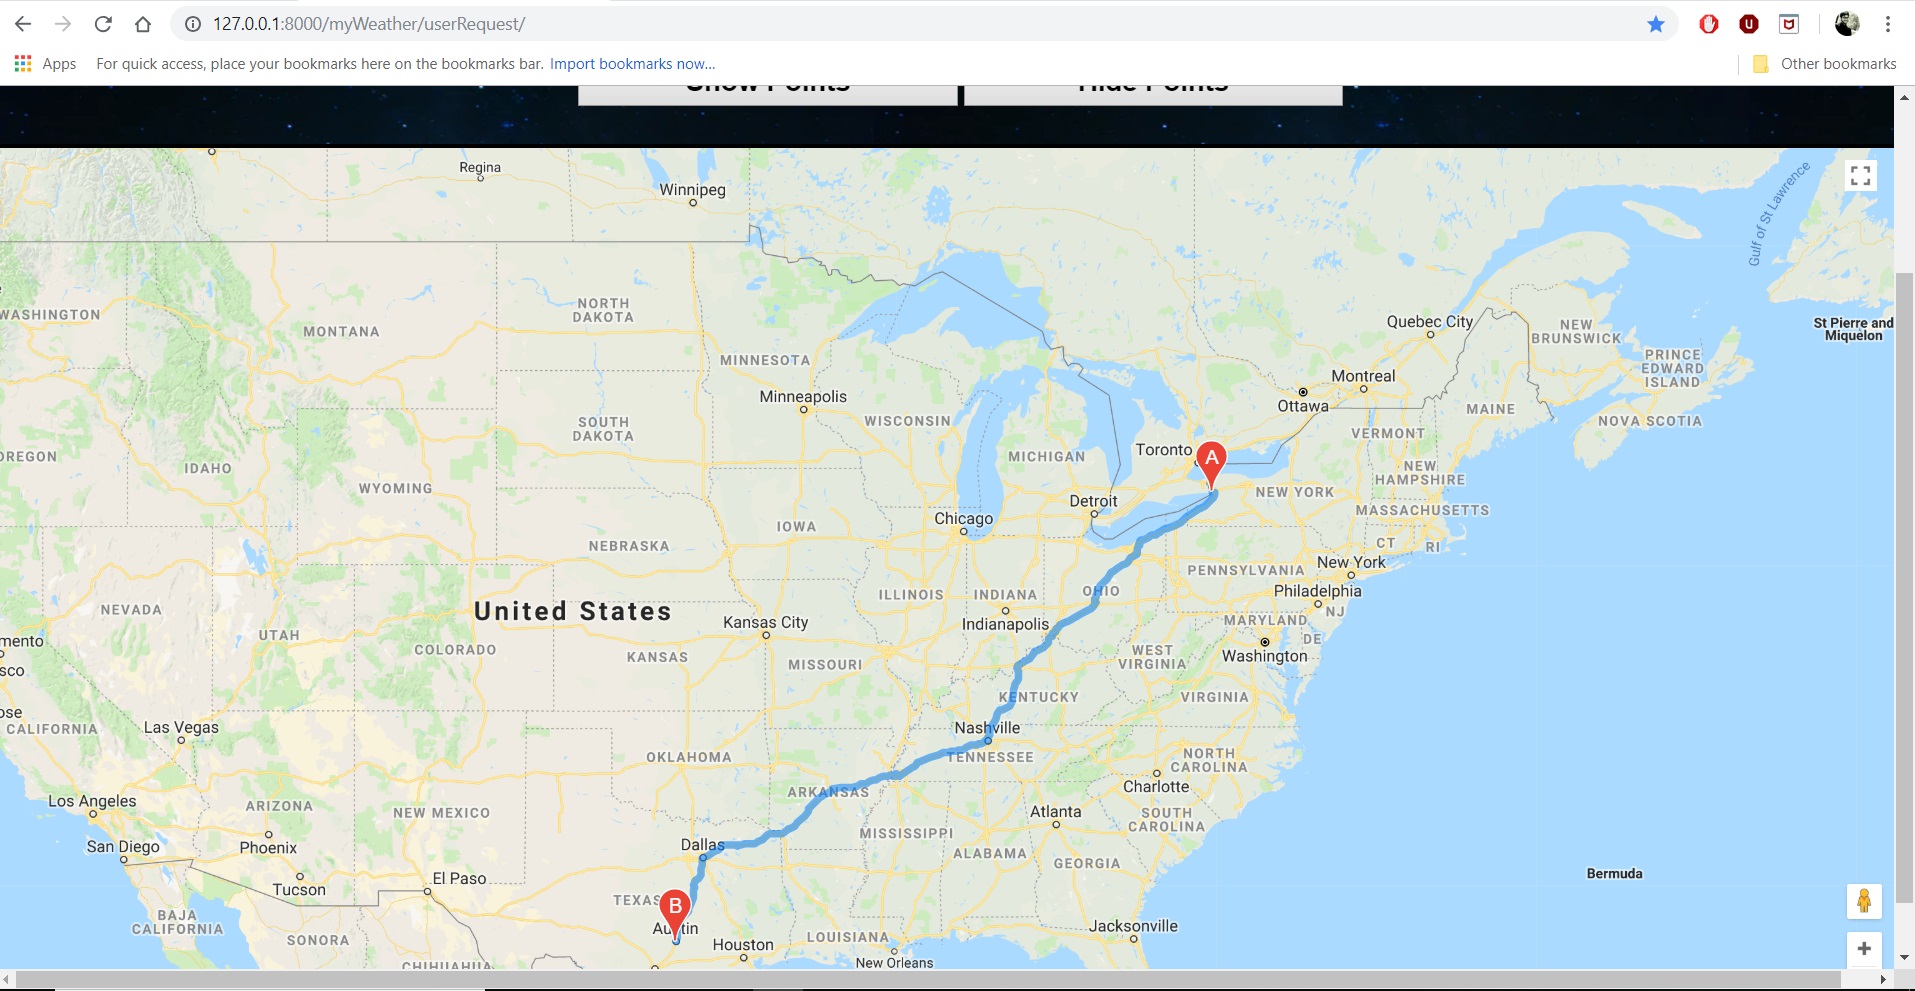 127.0.0.1:8000/myWeather/userRequest/
Apps For quick access, place your bookmarks here on the bookmarks bar. Import bookmarks now... Other bookmarks
Show Points Hide Points
Regina
Winnipeg
Gulf of St Lawrence
WASHINGTON
MONTANA
NORTH
DAKOTA
MINNESOTA
Quebec City
NEW
BRUNSWICK
St Pierre and
Miquelon
PRINCE
EDWARD
ISLAND
Montreal
Ottawa
Minneapolis
WISCONSIN
SOUTH
DAKOTA
MAINE
NOVA SCOTIA
VERMONT
Toronto
A
MICHIGAN
OREGON
IDAHO
WYOMING
NEW
HAMPSHIRE
NEW YORK
Detroit
MASSACHUSETTS
Chicago
IOWA
NEBRASKA
CT
RI
New York
PENNSYLVANIA
Philadelphia
NJ
OHIO
ILLINOIS
INDIANA
Indianapolis
NEVADA
United States
Kansas City
MARYLAND
DE
Washington
UTAH
COLORADO
KANSAS
MISSOURI
WEST
VIRGINIA
mento
sco
ose
KENTUCKY
VIRGINIA
CALIFORNIA
Las Vegas
Nashville
TENNESSEE
OKLAHOMA
NORTH
CAROLINA
Charlotte
ARKANSAS
Los Angeles
ARIZONA
NEW MEXICO
Atlanta
SOUTH
CAROLINA
MISSISSIPPI
San Diego
Phoenix
Dallas
ALABAMA
GEORGIA
Bermuda
Tucson
El Paso
TEXAS
B
Austin
BAJA
CALIFORNIA
SONORA
Houston
LOUISIANA
Jacksonville
New Orleans
CHIHUAHUA